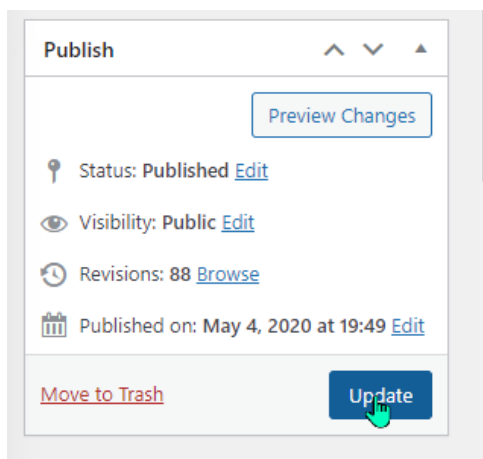 Publish
Preview Changes
Status: Published Edit
Visibility: Public Edit
Revisions: 88 Browse
Published on: May 4, 2020 at 19:49 Edit
Move to Trash
Update